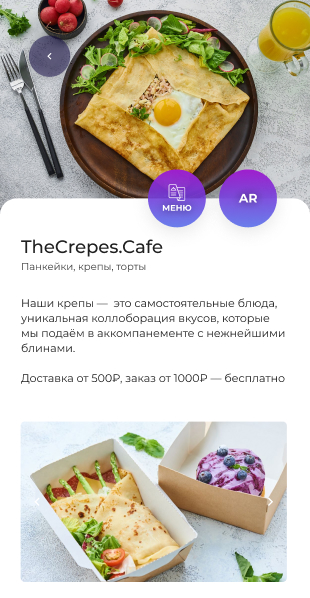 МЕНЮ
AR
TheCrepes.Cafe
Панкейки, крепы, торты
Наши крепы — это самостоятельные блюда,
уникальная коллоборация вкусов, которые
мы подаём в аккомпанементе с нежнейшими
блинами.
Доставка от 500₽, заказ от 1000₽ — бесплатно